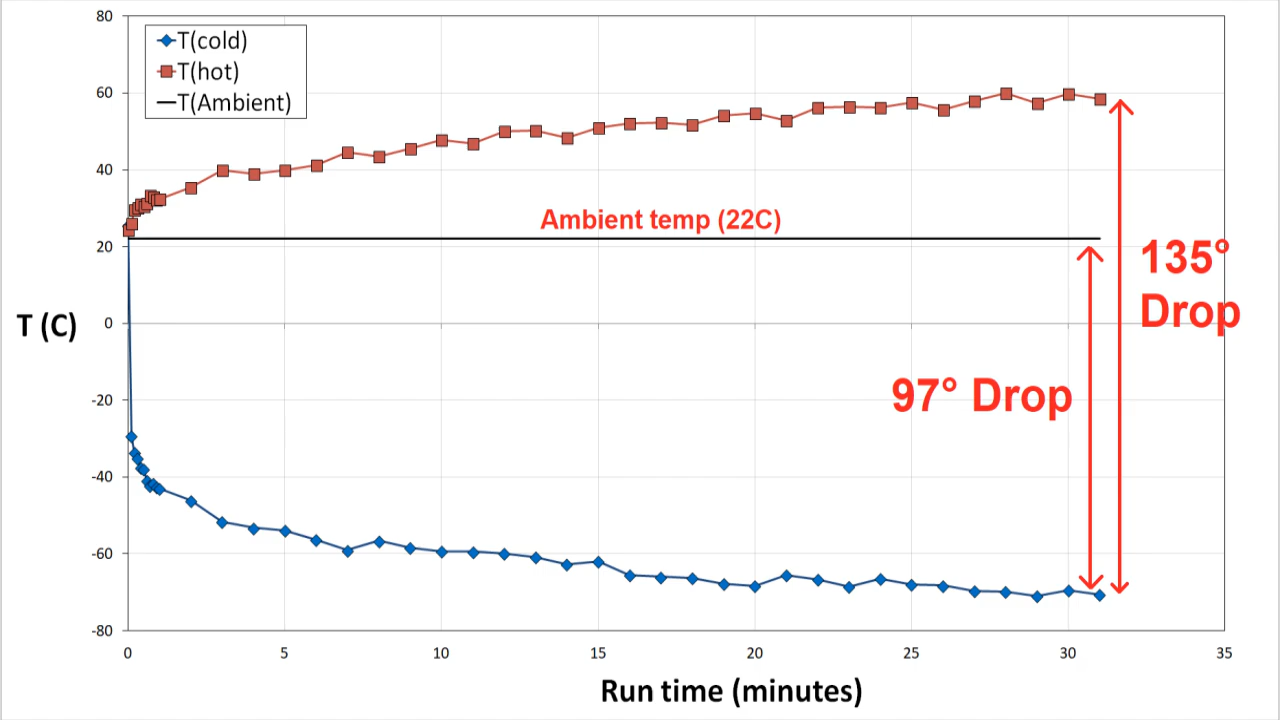 80
60
40
20
0
-20
-40
-60
-80
T (C)
T(cold)
T(hot)
T(Ambient)
Ambient temp (22C)
97° Drop
135°
Drop
0 5 10 15 20 25 30 35
Run time (minutes)